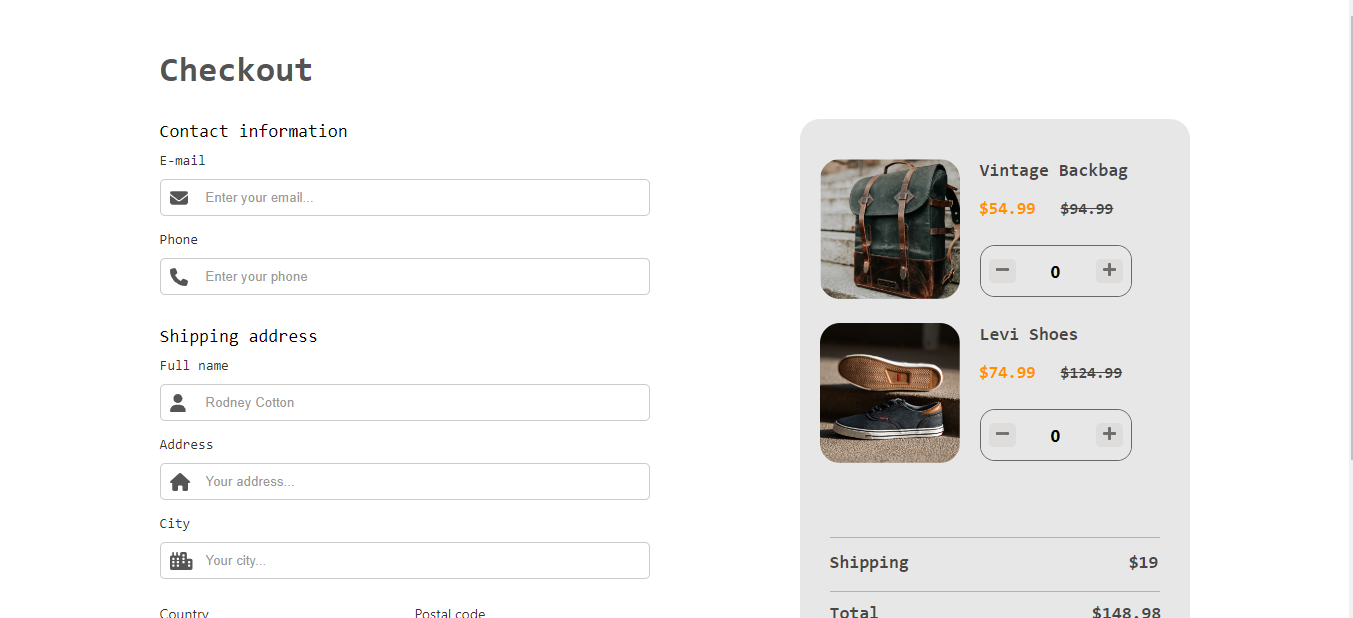 Checkout
Contact information
E-mail
Enter your email...
Phone
Enter your phone
Shipping address
Full name
Rodney Cotton
Address
Your address...
City
Your city...
Country Postal code
Vintage Backbag
$54.99 $94.99
0
Levi Shoes
$74.99 $124.99
0
Shipping $19
Total $148.98